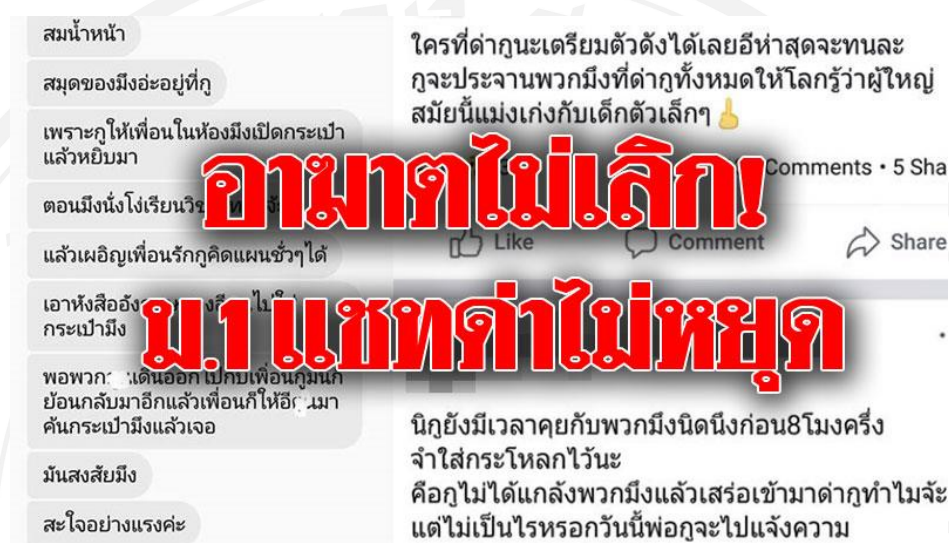 สมน้ำหน้า
สมุดของมึงอ่ะอยู่ที่กู
เพราะกูให้เพื่อนในห้องมึงเปิดกระเป๋า
แล้วหยิบมา
ตอนมึงนั่งโง่เรียน
แล้วเผอิญเพื่อนรักกูคิดแผนชั่วๆได้
เอาหังสือ
กระเป๋ามึง
พอพวก เดินออกไปกับเพื่อนกูมันก็
ย้อนกลับมาอีกแล้วเพื่อนก็ให้ มา
ค้นกระเป๋ามึงแล้วเจอ
มันสงสัยมึง
สะใจอย่างแรงค่ะ
ใครที่ด่ากูนะเตรียมตัวดังได้เลยอีห่าสุดจะทนละ
กูจะประจานพวกมึงที่ด่ากูทั้งหมดให้โลกรู้ว่าผู้ใหญ่
สมัยนี้แม่งเก่งกับเด็กตัวเล็กๆ 🖕
Comments • 5 Sha
Like Comment Share
อาฆาตไม่เลิก!
ม.1 แชทด่าไม่หยุด
นิกูยังมีเวลาคุยกับพวกมึงนิดนึงก่อน8โมงครึ่ง
จำใส่กระโหลกไว้นะ
คือกูไม่ได้แกล้งพวกมึงแล้วเสร่อเข้ามาด่ากูทำไมจ้ะ
แต่ไม่เป็นไรหรอกวันนี้พ่อกูจะไปแจ้งความ